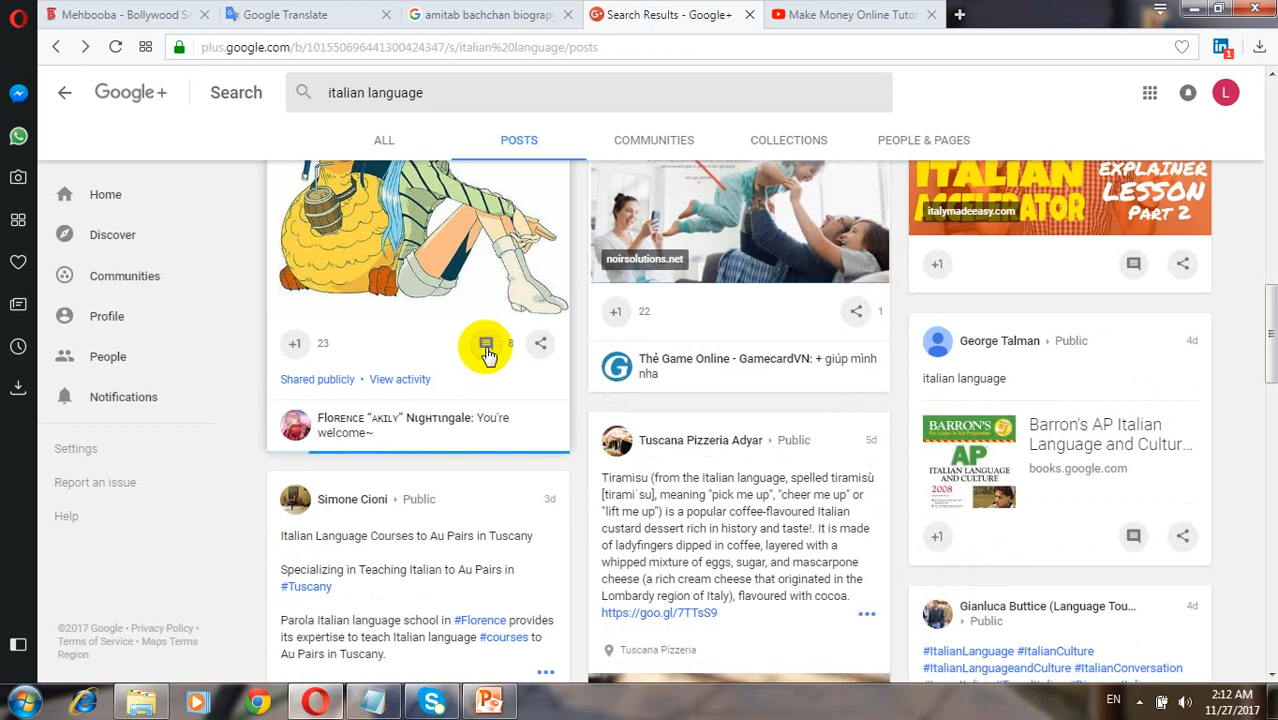 Mehbooba - Bollywood Se
Google Translate
amitab bachchan biograpy
Search Results - Google+
Make Money Online Tutor
plus.google.com/b/101550696441300424347/s/italian%20language/posts
1
Google+
Search
italian language
L
ALL
POSTS
COMMUNITIES
COLLECTIONS
PEOPLE & PAGES
Home
Discover
Communities
Profile
People
Notifications
Settings
Report an issue
Help
©2017 Google • Privacy Policy •
Terms of Service • Maps Terms
Region
+1
23
8
Shared publicly • View activity
Florence “Akily” Nightingale: You're
welcome~
Simone Cioni
Public
3d
Italian Language Courses to Au Pairs in Tuscany
Specializing in Teaching Italian to Au Pairs in
#Tuscany
Parola Italian language school in #Florence provides
its expertise to teach Italian language #courses to
Au Pairs in Tuscany.
noirsolutions.net
+1
22
1
Thẻ Game Online - GamecardVN: + giúp mình
nha
Tuscana Pizzeria Adyar
Public
5d
Tiramisu (from the Italian language, spelled tiramisù
[tiramiˈsu], meaning "pick me up", "cheer me up" or
"lift me up") is a popular coffee-flavoured Italian
custard dessert rich in history and taste!. It is made
of ladyfingers dipped in coffee, layered with a
whipped mixture of eggs, sugar, and mascarpone
cheese (a rich cream cheese that originated in the
Lombardy region of Italy), flavoured with cocoa.
https://goo.gl/7TTsS9
Tuscana Pizzeria
ITALIAN
ACCELERATOR
EXPLAINER
LESSON
PART 2
italymadeeasy.com
+1
George Talman
Public
4d
italian language
BARRON'S
AP
ITALIAN LANGUAGE
AND CULTURE
2008
Barron's AP Italian
Language and Cultur...
books.google.com
+1
Gianluca Buttice (Language Tou...
Public
4d
#ItalianLanguage #ItalianCulture
#ItalianLanguageandCulture #ItalianConversation
EN
2:12 AM
11/27/2017